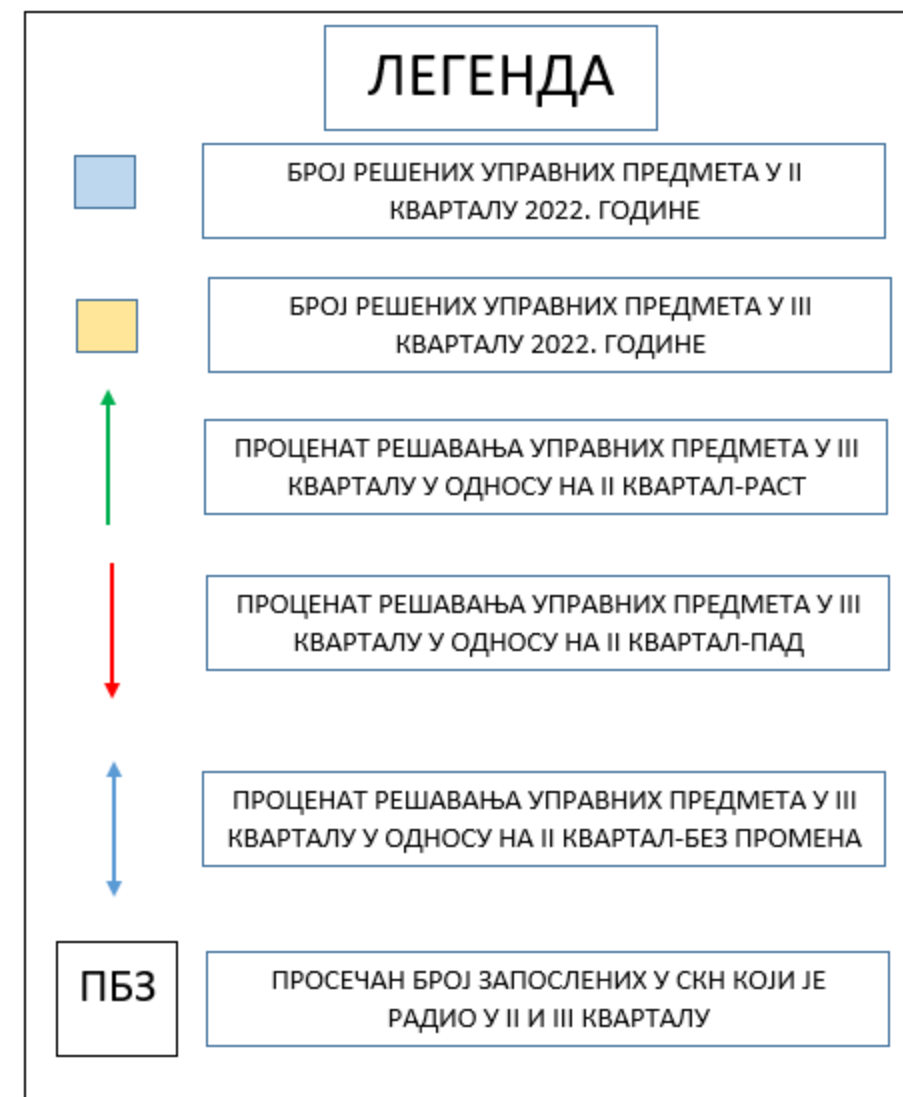 ЛЕГЕНДА
БРОЈ РЕШЕНИХ УПРАВНИХ ПРЕДМЕТА У II
КВАРТАЛУ 2022. ГОДИНЕ
БРОЈ РЕШЕНИХ УПРАВНИХ ПРЕДМЕТА У III
КВАРТАЛУ 2022. ГОДИНЕ
ПРОЦЕНАТ РЕШАВАЊА УПРАВНИХ ПРЕДМЕТА У III
КВАРТАЛУ У ОДНОСУ НА II КВАРТАЛ-РАСТ
ПРОЦЕНАТ РЕШАВАЊА УПРАВНИХ ПРЕДМЕТА У III
КВАРТАЛУ У ОДНОСУ НА II КВАРТАЛ-ПАД
ПРОЦЕНАТ РЕШАВАЊА УПРАВНИХ ПРЕДМЕТА У III
КВАРТАЛУ У ОДНОСУ НА II КВАРТАЛ-БЕЗ ПРОМЕНА
ПБЗ
ПРОСЕЧАН БРОЈ ЗАПОСЛЕНИХ У СКН КОЈИ ЈЕ
РАДИО У II И III КВАРТАЛУ